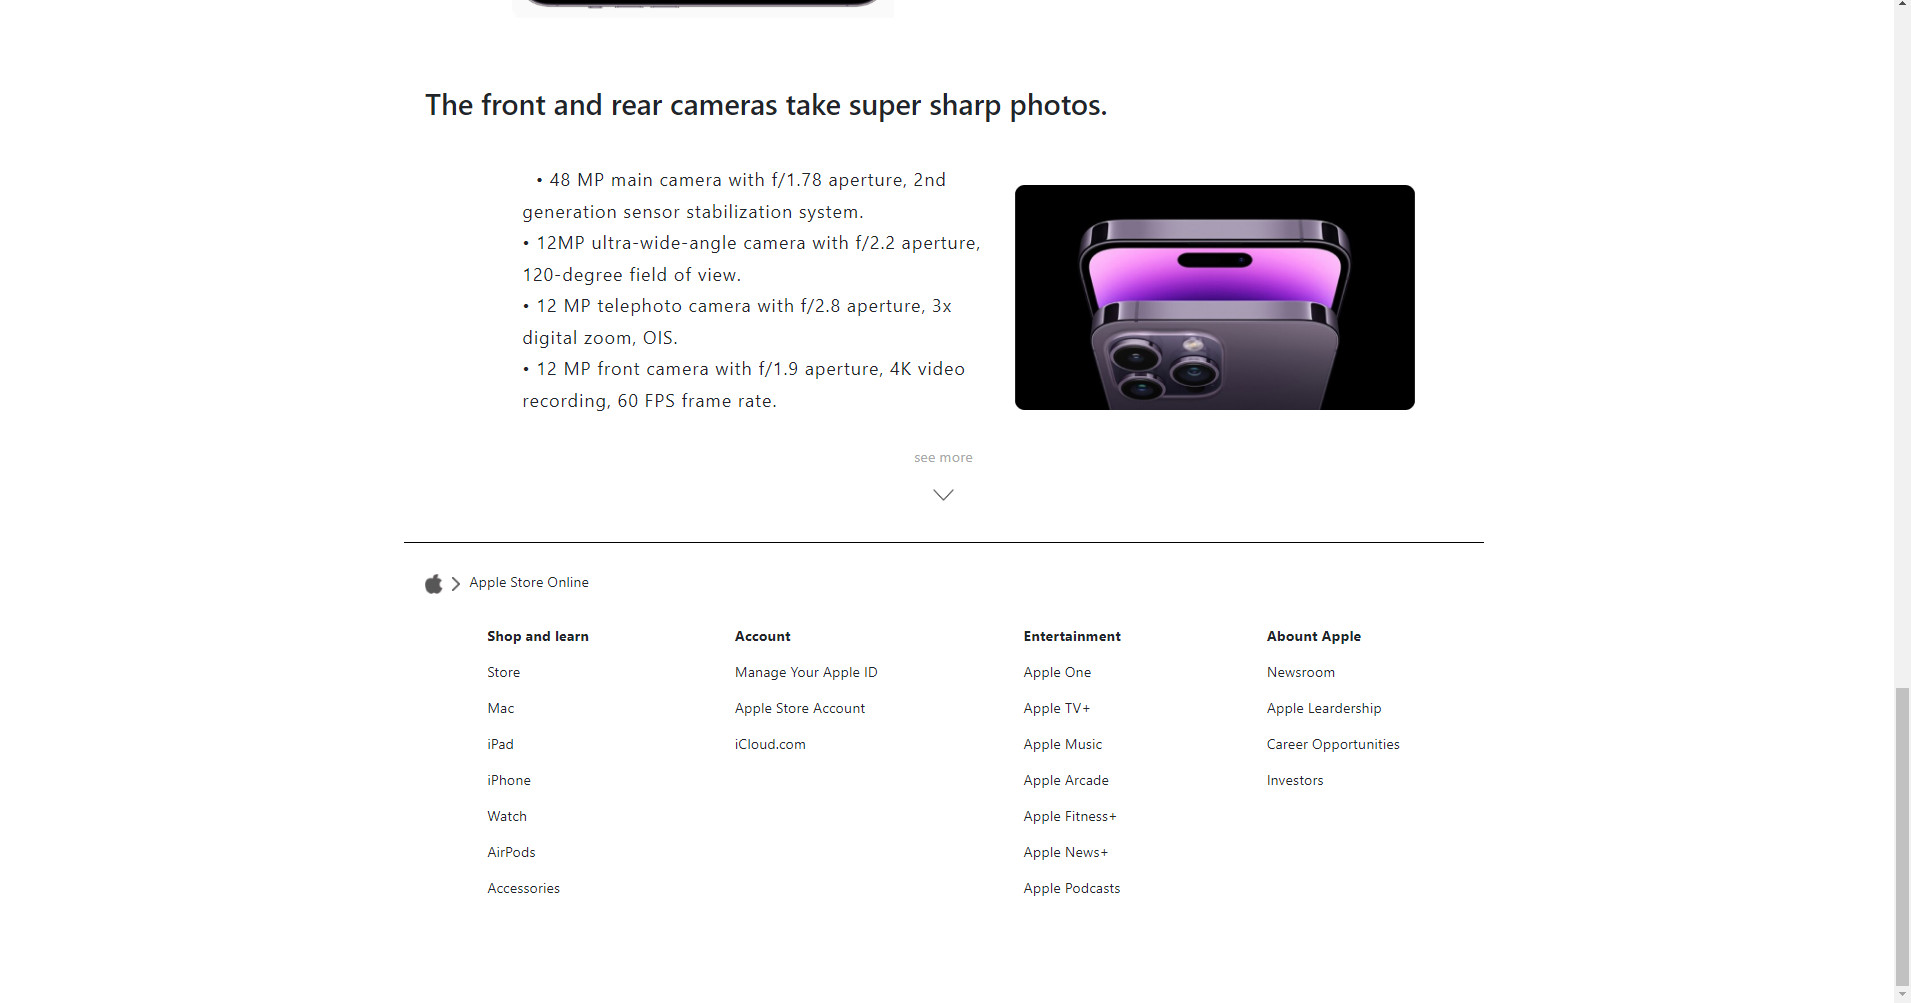 The front and rear cameras take super sharp photos.
• 48 MP main camera with f/1.78 aperture, 2nd
generation sensor stabilization system.
• 12MP ultra-wide-angle camera with f/2.2 aperture,
120-degree field of view.
• 12 MP telephoto camera with f/2.8 aperture, 3x
digital zoom, OIS.
• 12 MP front camera with f/1.9 aperture, 4K video
recording, 60 FPS frame rate.
see more
Apple Store Online
Shop and learn
Store
Mac
iPad
iPhone
Watch
AirPods
Accessories
Account
Manage Your Apple ID
Apple Store Account
iCloud.com
Entertainment
Apple One
Apple TV+
Apple Music
Apple Arcade
Apple Fitness+
Apple News+
Apple Podcasts
Abount Apple
Newsroom
Apple Leardership
Career Opportunities
Investors